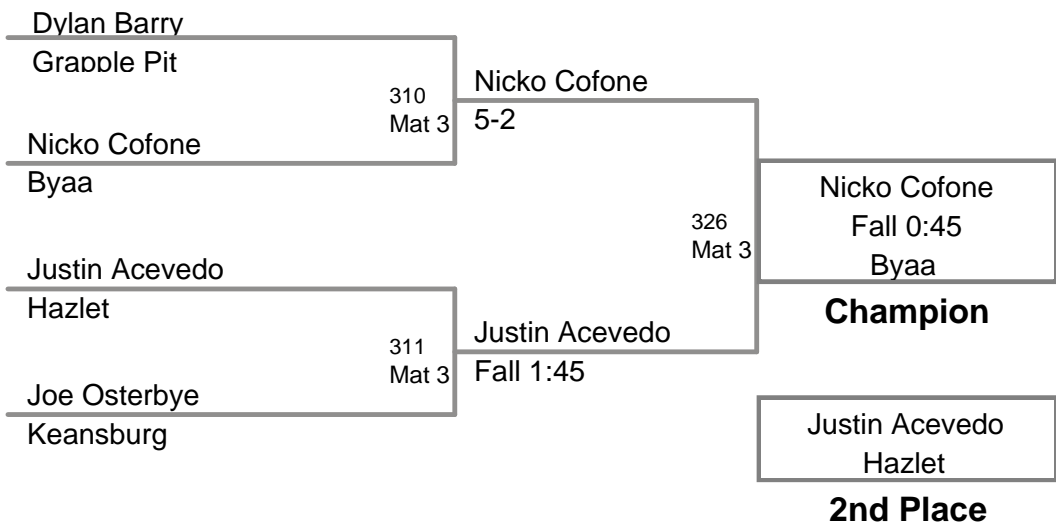 Dylan Barry
Grapple Pit
310
Mat 3
Nicko Cofone
Byaa
Nicko Cofone
5-2
Justin Acevedo
Hazlet
311
Mat 3
Joe Osterbye
Keansburg
Justin Acevedo
Fall 1:45
326
Mat 3
Nicko Cofone
Fall 0:45
Byaa
Champion
Justin Acevedo
Hazlet
2nd Place